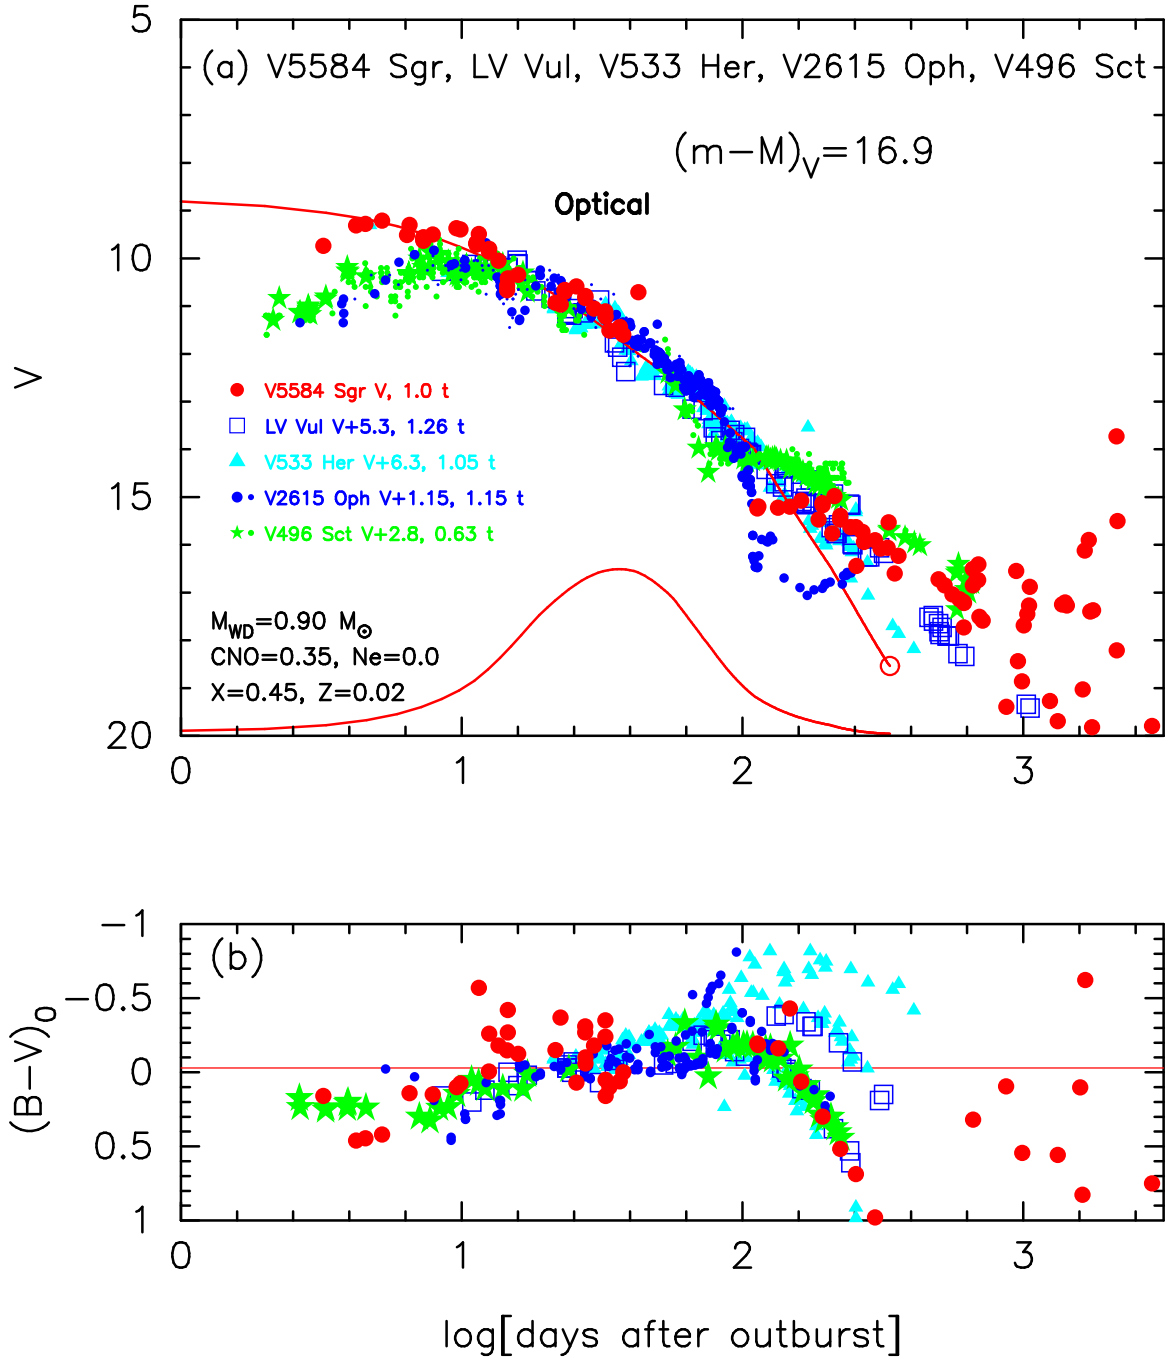 5
(a) V5584 Sgr, LV Vul, V533 Her, V2615 Oph, V496 Sct
(m−M)V=16.9
Optical
10
V
V5584 Sgr V, 1.0 t
LV Vul V+5.3, 1.26 t
V533 Her V+6.3, 1.05 t
15
V2615 Oph V+1.15, 1.15 t
V496 Sct V+2.8, 0.63 t
MWD=0.90 M⊙
CNO=0.35, Ne=0.0
X=0.45, Z=0.02
20
0 1 2 3
−1
(b)
−0.5
(B−V)0
0
0.5
1
0 1 2 3
log[days after outburst]